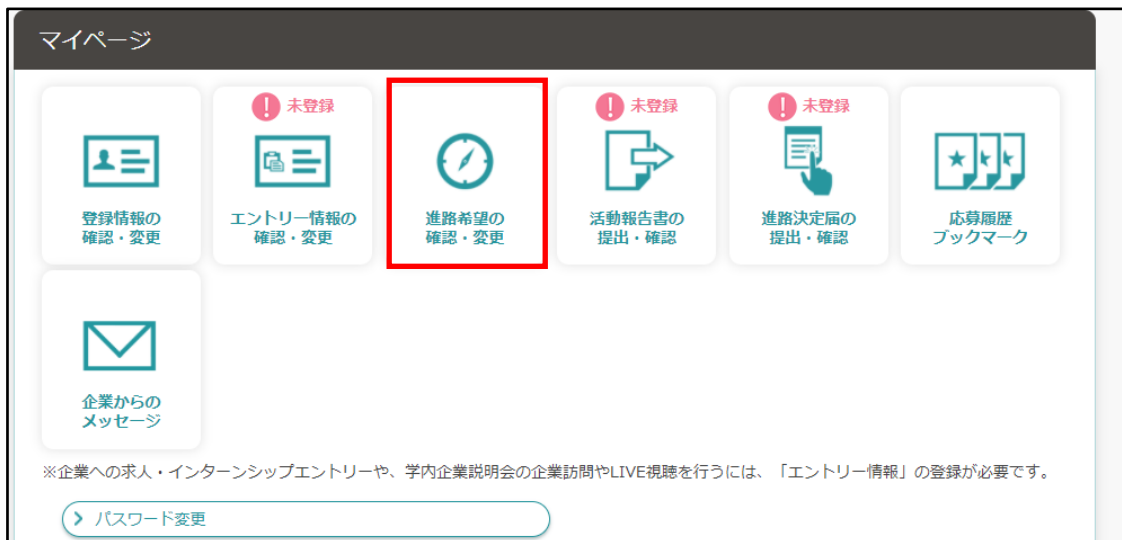 マイページ
未登録
未登録
未登録
登録情報の
確認・変更
エントリー情報の
確認・変更
進路希望の
確認・変更
活動報告書の
提出・確認
進路決定届の
提出・確認
応募履歴
ブックマーク
企業からの
メッセージ
※企業への求人・インターンシップエントリーや、学内企業説明会の企業訪問やLIVE視聴を行うには、「エントリー情報」の登録が必要です。
パスワード変更